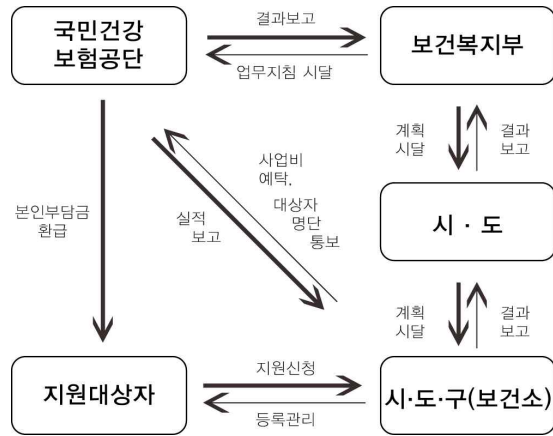 국민건강
보험공단
결과보고
업무지침 시달
보건복지부
계획
시달
결과
보고
사업비
예탁.
대상자
명단
통보
실적
보고
본인부담금
환급
시 · 도
계획
시달
결과
보고
지원대상자
지원신청
등록관리
시·도·구(보건소)